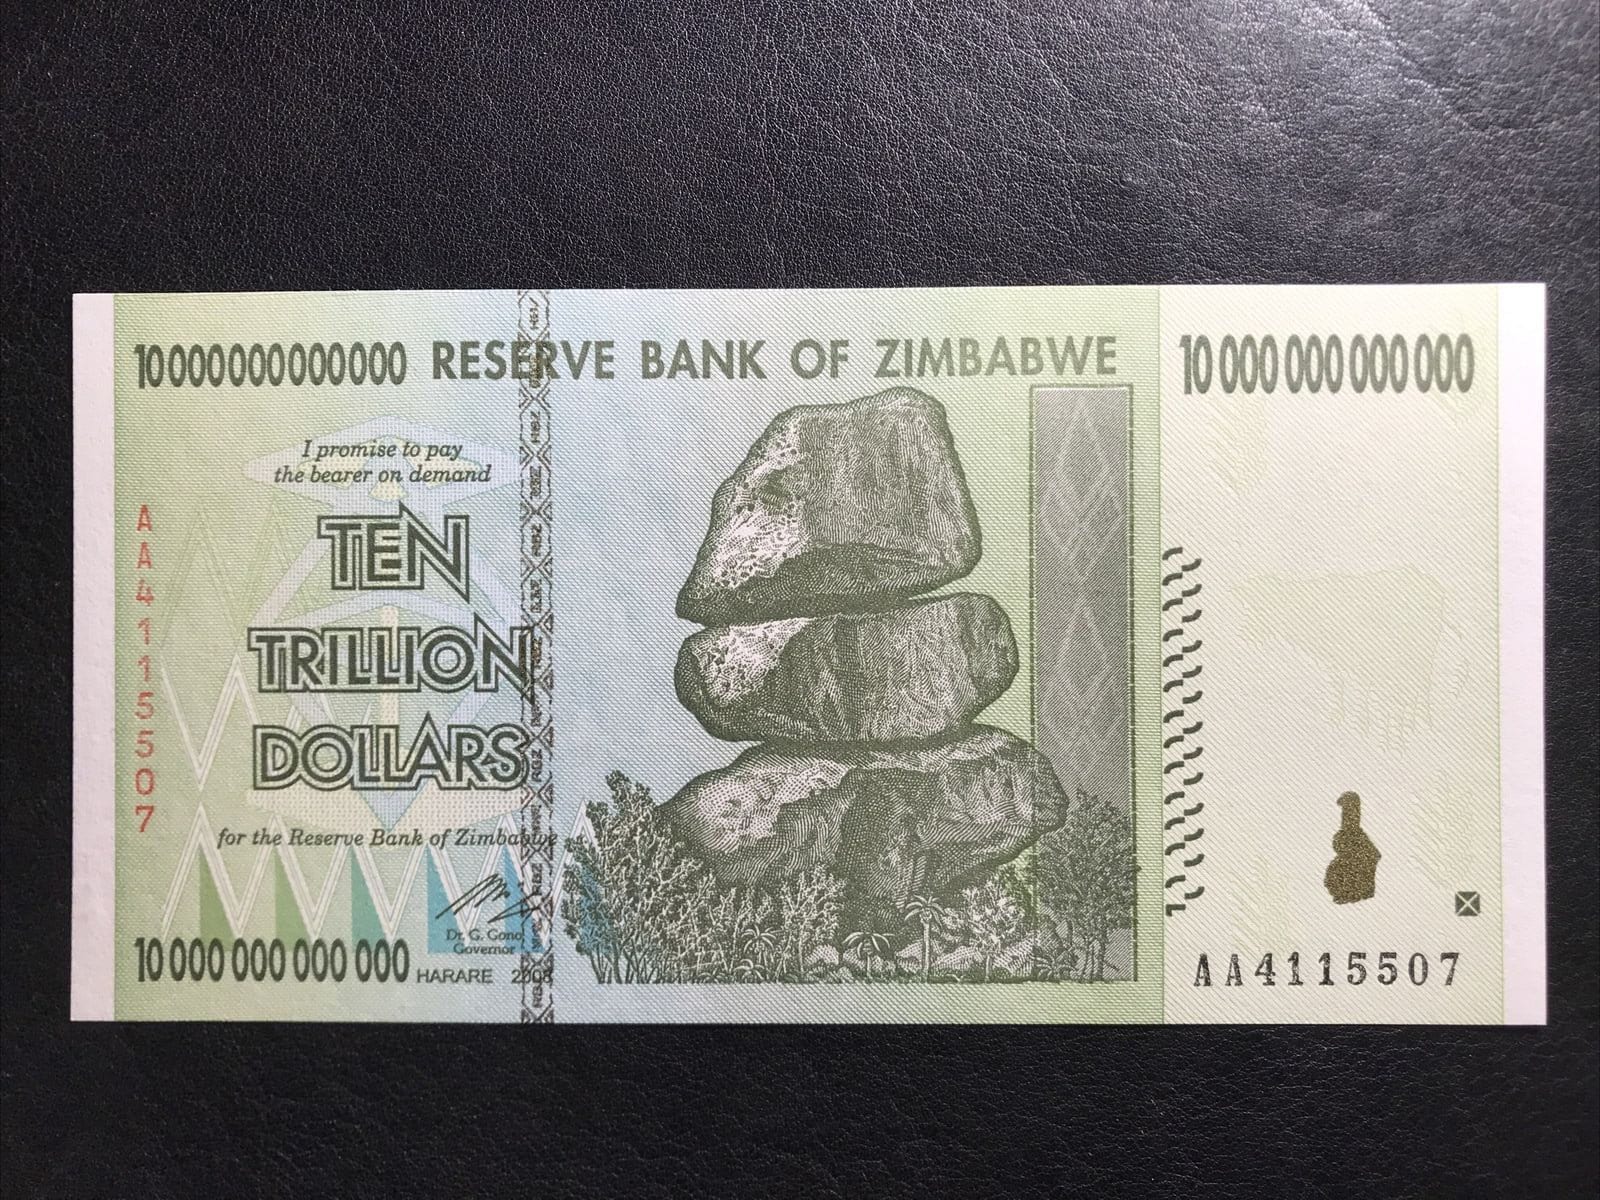 10000000000000 RESERVE BANK OF ZIMBABWE 10 000 000 000 000
I promise to pay
the bearer on demand
TEN
TRILLION
DOLLARS
for the Reserve Bank of Zimbabwe
Dr. G. Gono
Governor
10 000 000 000 000 HARARE 2008
AA4115507
AA4115507
RBZ